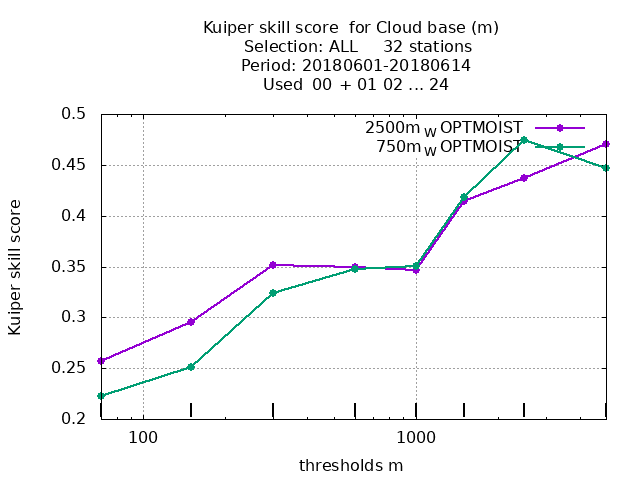 Kuiper skill score  for Cloud base (m)
Selection: ALL     32 stations
Period: 20180601-20180614
Used  00 + 01 02 ... 24
2500m W OPTMOIST
750m W OPTMOIST
0.5
0.45
0.4
0.35
0.3
0.25
0.2
Kuiper skill score
100
1000
thresholds m